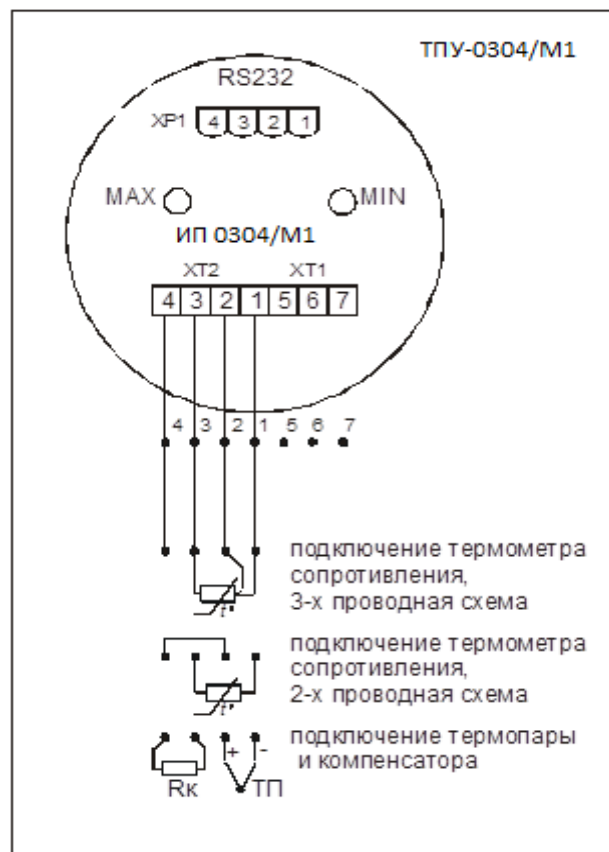 ТПУ-0304/М1
RS232
XP1 4 3 2 1
MAX MIN
ИП 0304/М1
XT2 XT1
4 3 2 1 5 6 7
4 3 2 1 5 6 7
подключение термометра
сопротивления,
3-х проводная схема
t°
подключение термометра
сопротивления,
2-х проводная схема
t°
подключение термопары
и компенсатора
+ -
Rк ТП